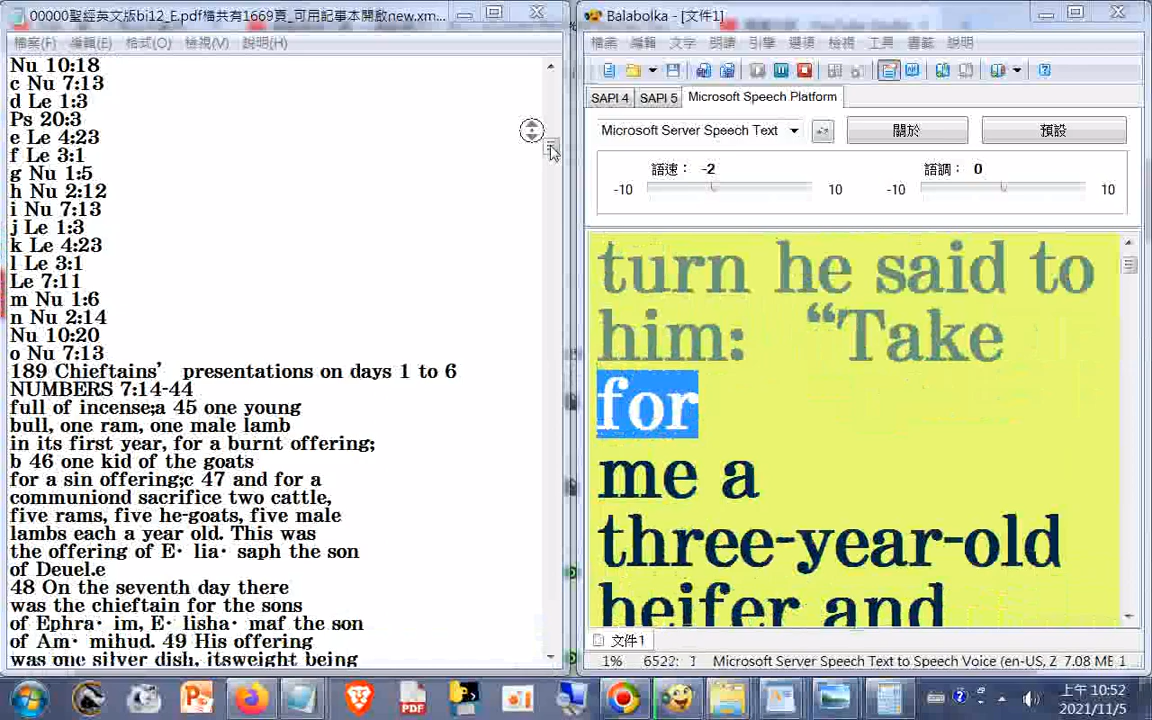 00000聖經英文版bi12_E.pdf檔共有1669頁_可用記事本開啟new.xm...
檔案(F) 編輯(E) 格式(O) 檢視(V) 說明(H)
Nu 10:18
c Nu 7:13
d Le 1:3
Ps 20:3
e Le 4:23
f Le 3:1
g Nu 1:5
h Nu 2:12
i Nu 7:13
j Le 1:3
k Le 4:23
l Le 3:1
Le 7:11
m Nu 1:6
n Nu 2:14
Nu 10:20
o Nu 7:13
189 Chieftains’ presentations on days 1 to 6
NUMBERS 7:14-44
full of incense;a 45 one young
bull, one ram, one male lamb
in its first year, for a burnt offering;
b 46 one kid of the goats
for a sin offering;c 47 and for a
communiond sacrifice two cattle,
five rams, five he-goats, five male
lambs each a year old. This was
the offering of E· lia· saph the son
of Deuel.e
48 On the seventh day there
was the chieftain for the sons
of Ephra· im, E· lisha· maf the son
of Am· mihud. 49 His offering
was one silver dish, itsweight being
Balabolka - [文件1]
檔案 編輯 文字 朗讀 引擎 選項 檢視 工具 書籤 說明
SAPI 4 SAPI 5 Microsoft Speech Platform
Microsoft Server Speech Text 關於 預設
語速： -2 語調： 0
-10 10 -10 10
turn he said to
him: “Take
for
me a
three-year-old
heifer and
文件1
1% 6522: 1 Microsoft Server Speech Text to Speech Voice (en-US, Z 7.08 MB 1
PDF
上午 10:52
2021/11/5